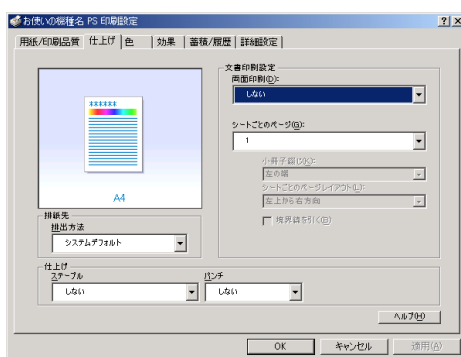 お使いの機種名 PS 印刷設定
用紙/印刷品質 仕上げ 色 効果 蓄積/履歴 詳細設定
文書印刷設定
両面印刷(D):
しない
******
シートごとのページ(G):
1
小冊子綴じ(K):
左の端
シートごとのページレイアウト(L):
左上から右方向
境界線を引く(E)
A4
排紙先
排出方法
システムデフォルト
仕上げ
ステープル
パンチ
しない
しない
ヘルプ(H)
OK
キャンセル
適用(A)